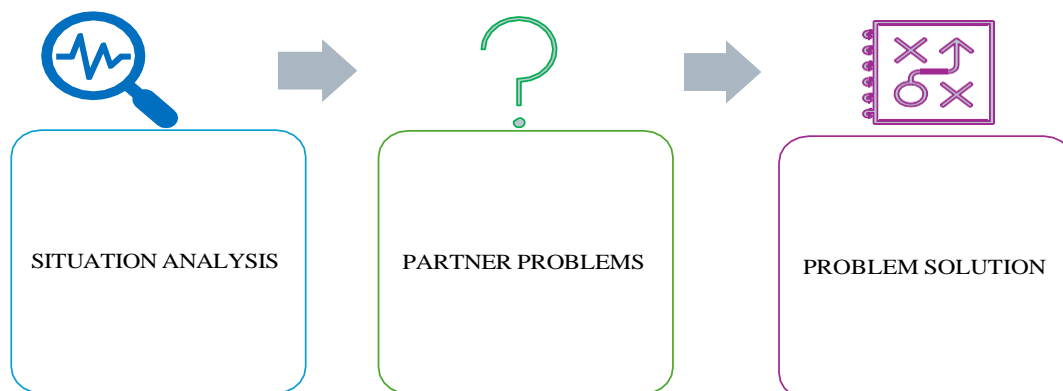 SITUATION ANALYSIS
PARTNER PROBLEMS
PROBLEM SOLUTION